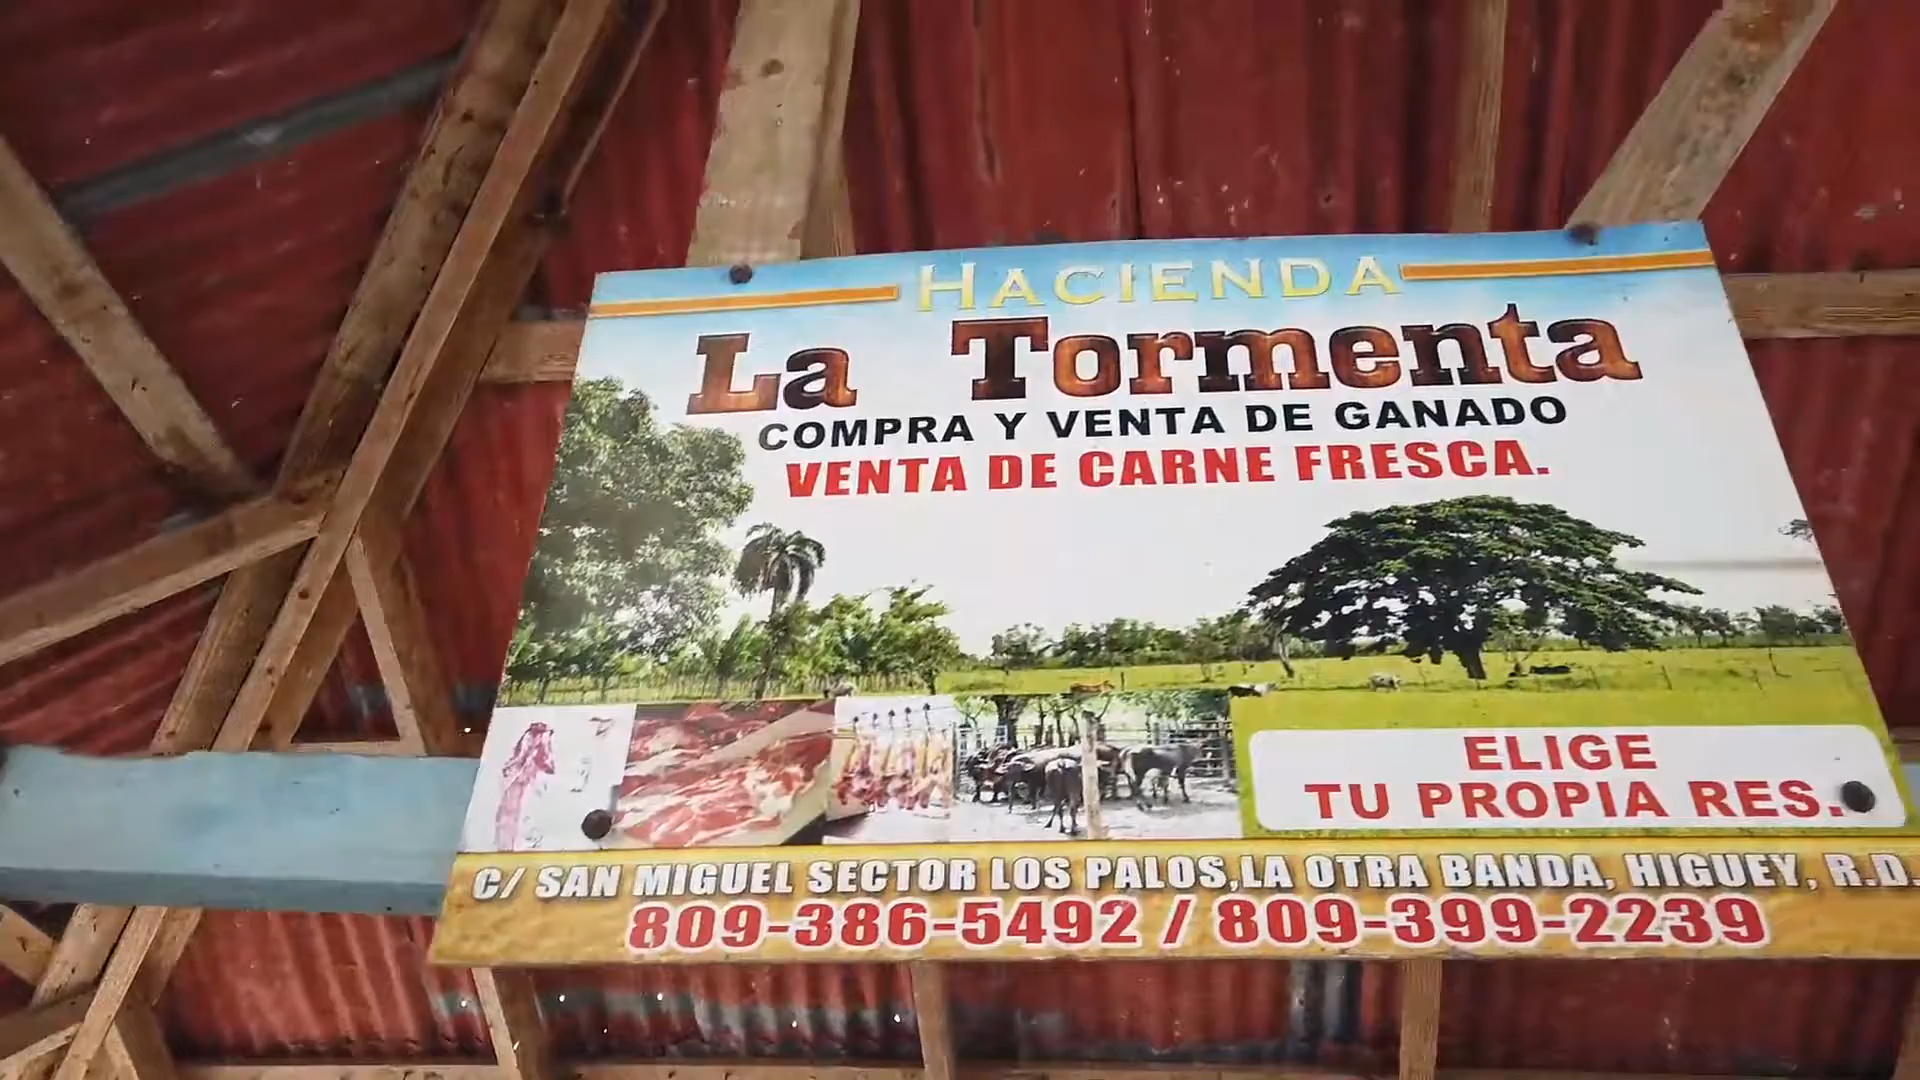 HACIENDA
La Tormenta
COMPRA Y VENTA DE GANADO
VENTA DE CARNE FRESCA.
ELIGE
TU PROPIA RES.
C/ SAN MIGUEL SECTOR LOS PALOS,LA OTRA BANDA, HIGUEY, R.D.
809-386-5492 / 809-399-2239